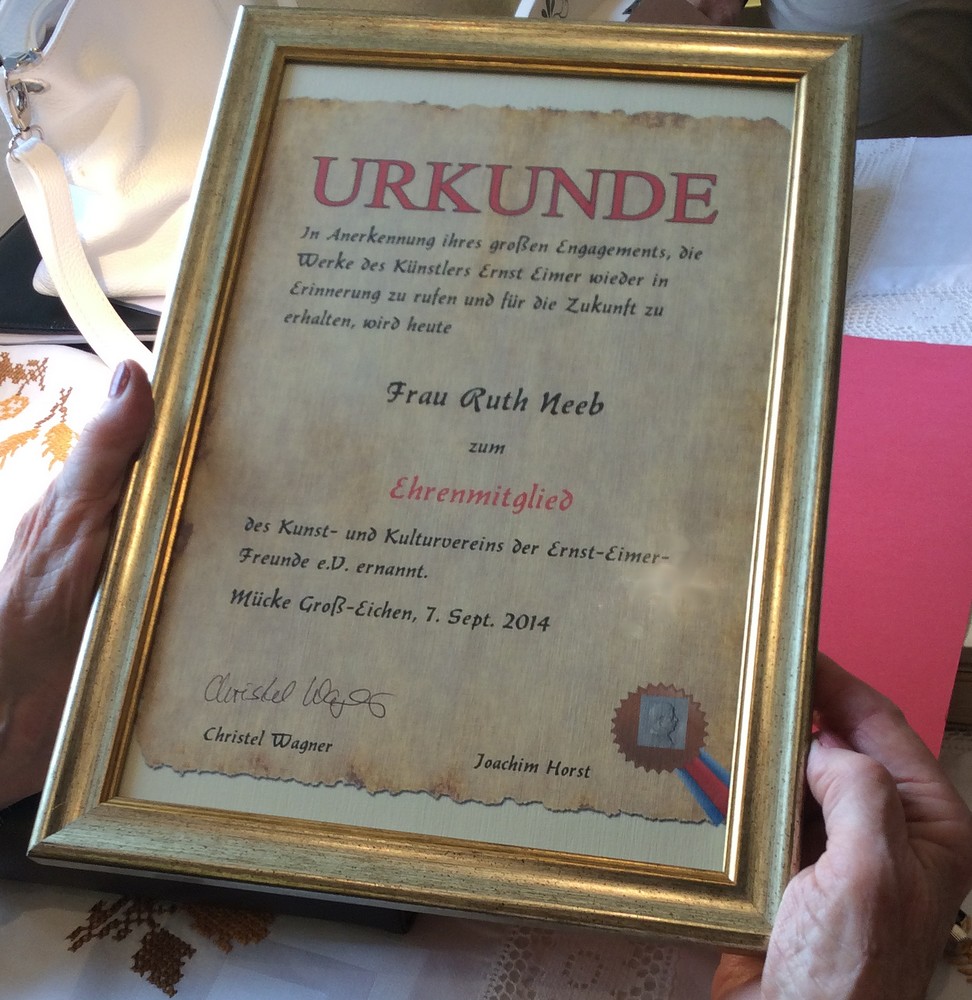 URKUNDE
In Anerkennung ihres großen Engagements, die
Werke des Künstlers Ernst Eimer wieder in
Erinnerung zu rufen und für die Zukunft zu
erhalten, wird heute
Frau Ruth Neeb
zum
Ehrenmitglied
des Kunst- und Kulturvereins der Ernst-Eimer-
Freunde e.V. ernannt.
Mücke Groß-Eichen, 7. Sept. 2014
Christel Wagner
Christel Wagner
Joachim Horst